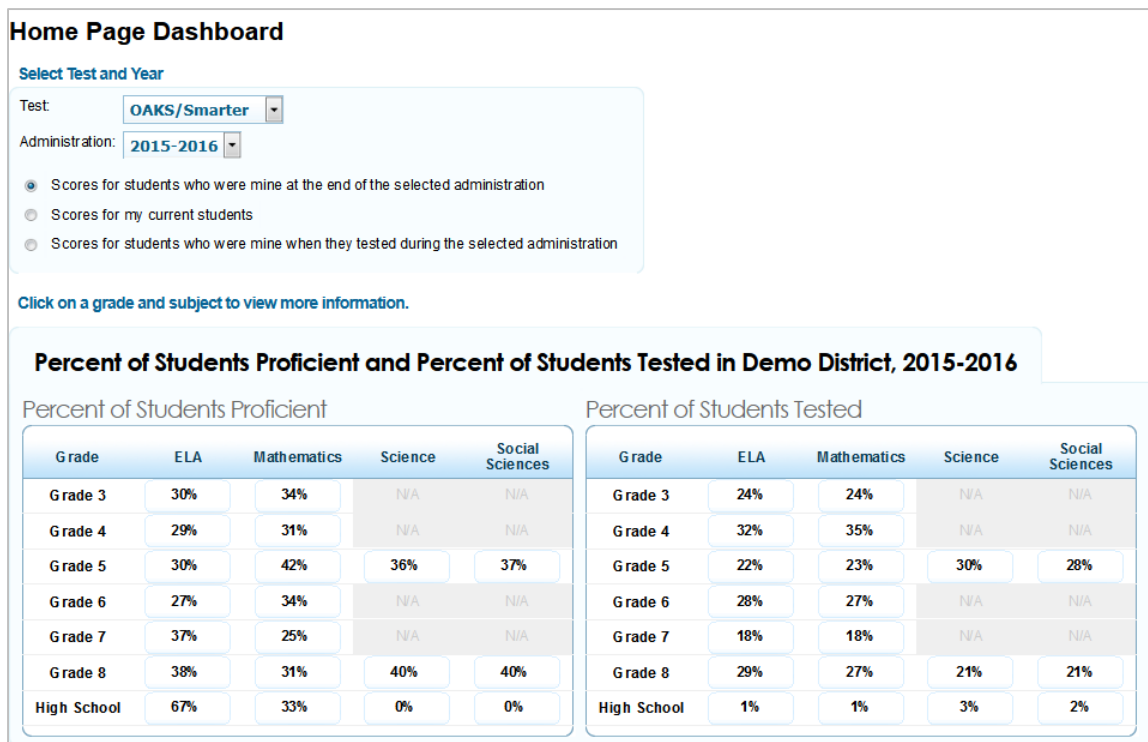 Home Page Dashboard
Select Test and Year
Test: OAKS/Smarter
Administration: 2015-2016
Scores for students who were mine at the end of the selected administration
Scores for my current students
Scores for students who were mine when they tested during the selected administration
Click on a grade and subject to view more information.
Percent of Students Proficient and Percent of Students Tested in Demo District, 2015-2016
Percent of Students Proficient
Grade ELA Mathematics Science Social Sciences
Grade 3 30% 34% N/A N/A
Grade 4 29% 31% N/A N/A
Grade 5 30% 42% 36% 37%
Grade 6 27% 34% N/A N/A
Grade 7 37% 25% N/A N/A
Grade 8 38% 31% 40% 40%
High School 67% 33% 0% 0%
Percent of Students Tested
Grade ELA Mathematics Science Social Sciences
Grade 3 24% 24% N/A N/A
Grade 4 32% 35% N/A N/A
Grade 5 22% 23% 30% 28%
Grade 6 28% 27% N/A N/A
Grade 7 18% 18% N/A N/A
Grade 8 29% 27% 21% 21%
High School 1% 1% 3% 2%